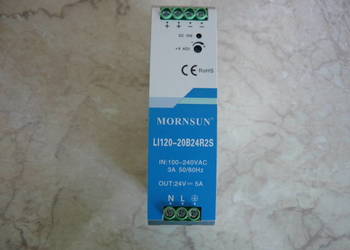 + + - -
DC OK
+V ADJ
CE RoHS
MORNSUN
LI120-20B24R2S
IN:100-240VAC
3A 50/60Hz
OUT:24V⎓5A
N L ⏚